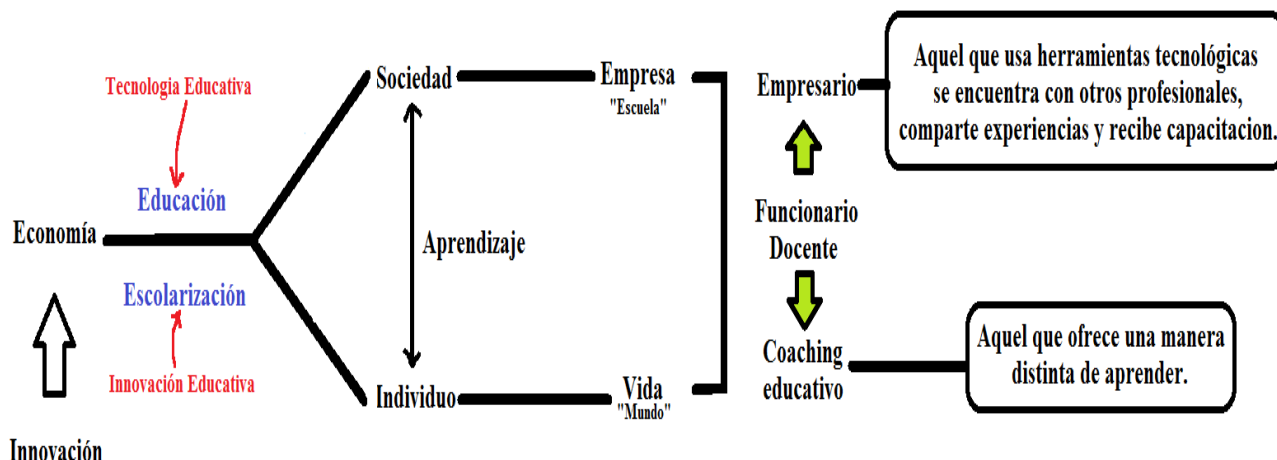 Tecnologia Educativa
Educación
Economía
Escolarización
Innovación Educativa
Innovación
Sociedad
Aprendizaje
Individuo
Empresa
"Escuela"
Vida
"Mundo"
Empresario
Funcionario
Docente
Coaching
educativo
Aquel que usa herramientas tecnológicas
se encuentra con otros profesionales,
comparte experiencias y recibe capacitacion.
Aquel que ofrece una manera
distinta de aprender.